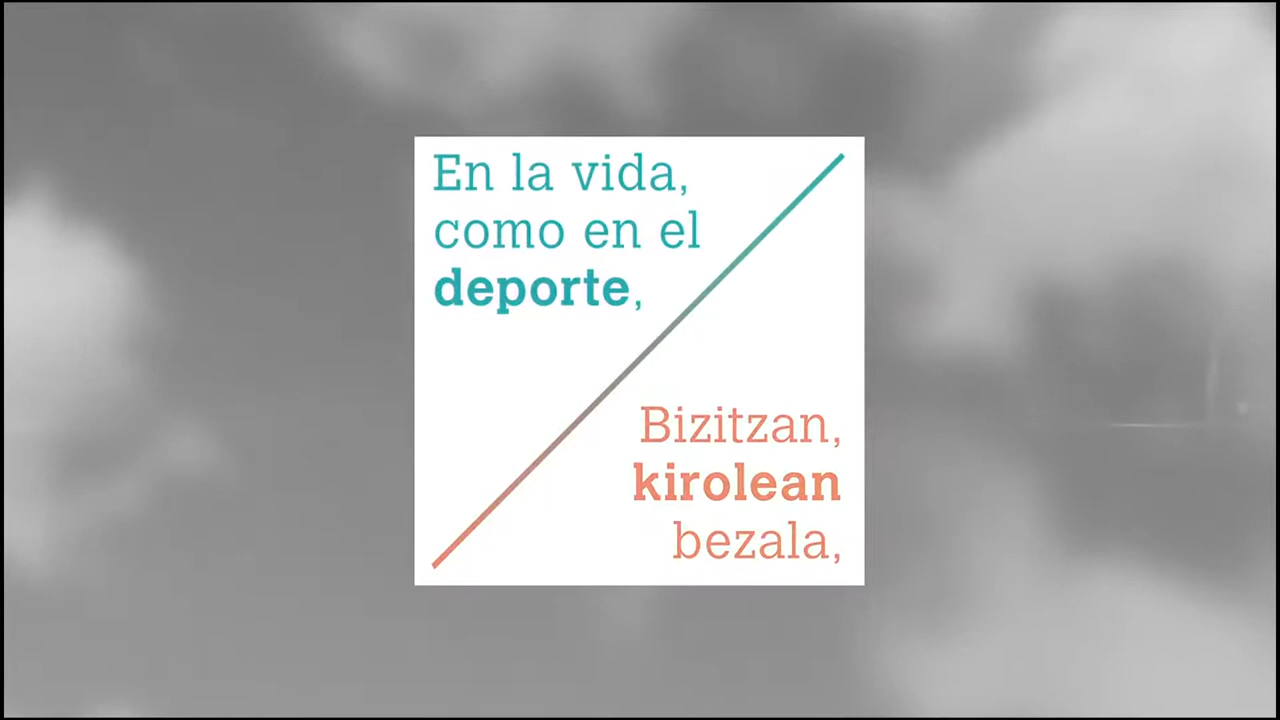 En la vida,
como en el
deporte,
Bizitzan,
kirolean
bezala,